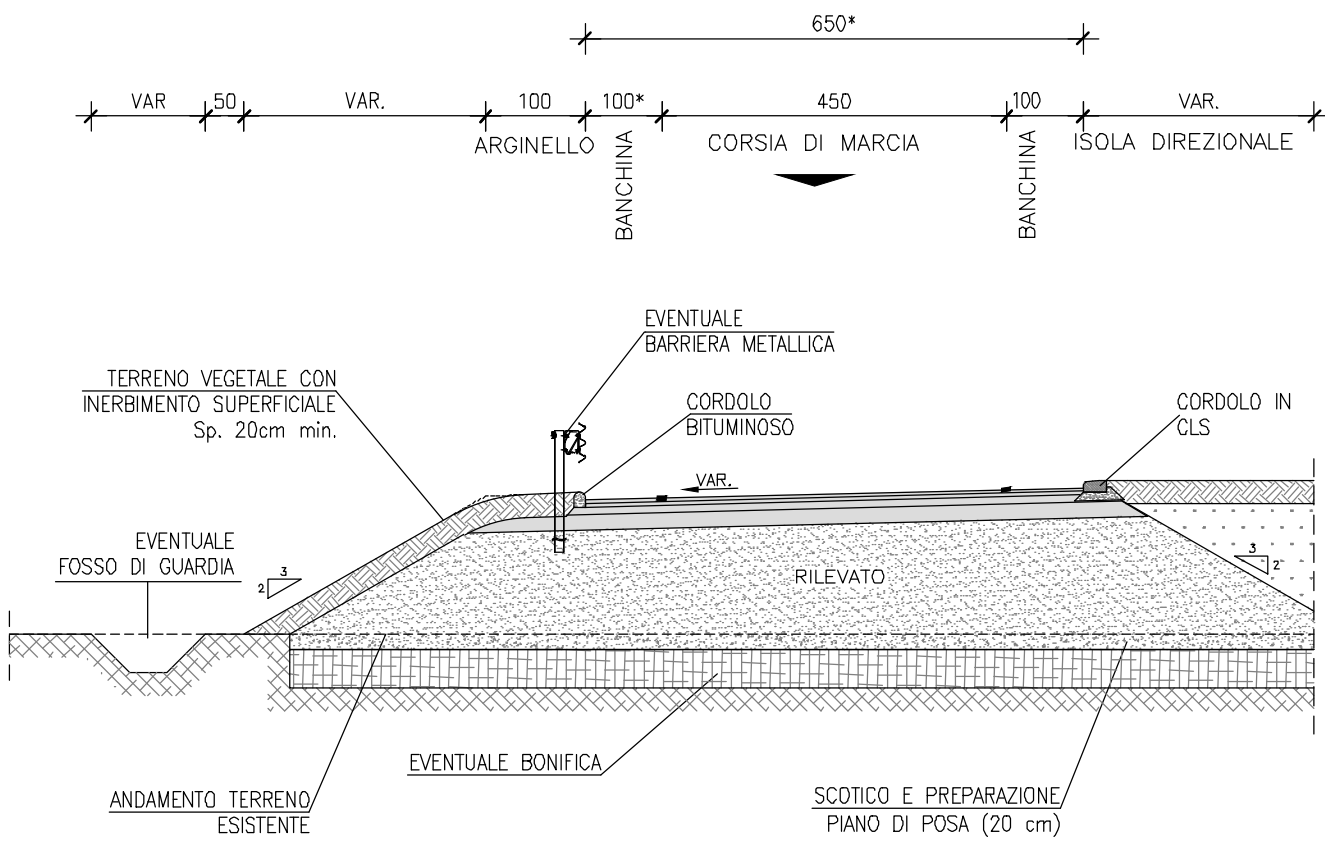 650*
VAR
50
VAR.
100
100*
450
100
VAR.
ARGINELLO
BANCHINA
CORSIA DI MARCIA
BANCHINA
ISOLA DIREZIONALE
EVENTUALE
BARRIERA METALLICA
TERRENO VEGETALE CON
INERBIMENTO SUPERFICIALE
Sp. 20cm min.
CORDOLO
BITUMINOSO
CORDOLO IN
CLS
VAR.
EVENTUALE
FOSSO DI GUARDIA
3
2
RILEVATO
3
2
EVENTUALE BONIFICA
ANDAMENTO TERRENO
ESISTENTE
SCOTICO E PREPARAZIONE
PIANO DI POSA (20 cm)